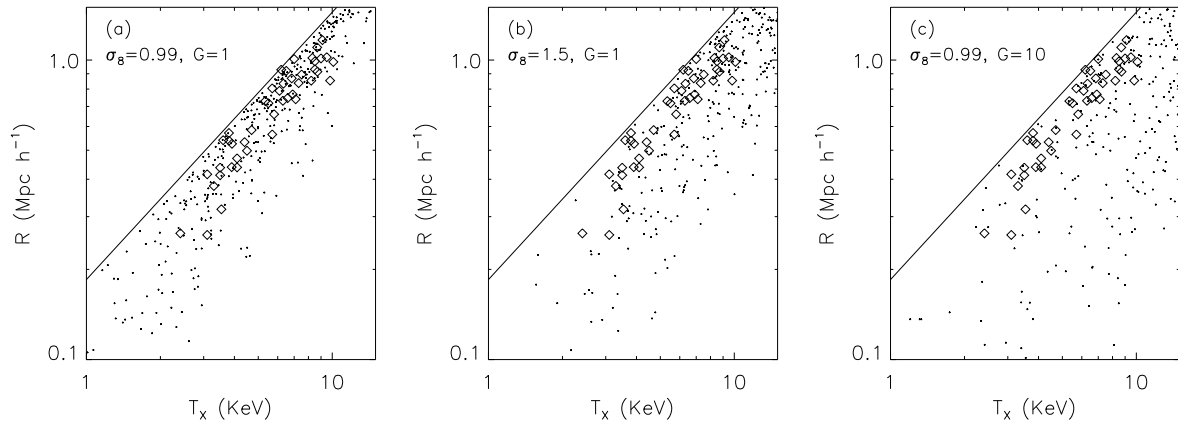 (a)
σ₈=0.99, G=1
1.0
0.1
R (Mpc h⁻¹)
1
10
Tₓ (KeV)
(b)
σ₈=1.5, G=1
1.0
0.1
R (Mpc h⁻¹)
1
10
Tₓ (KeV)
(c)
σ₈=0.99, G=10
1.0
0.1
R (Mpc h⁻¹)
1
10
Tₓ (KeV)